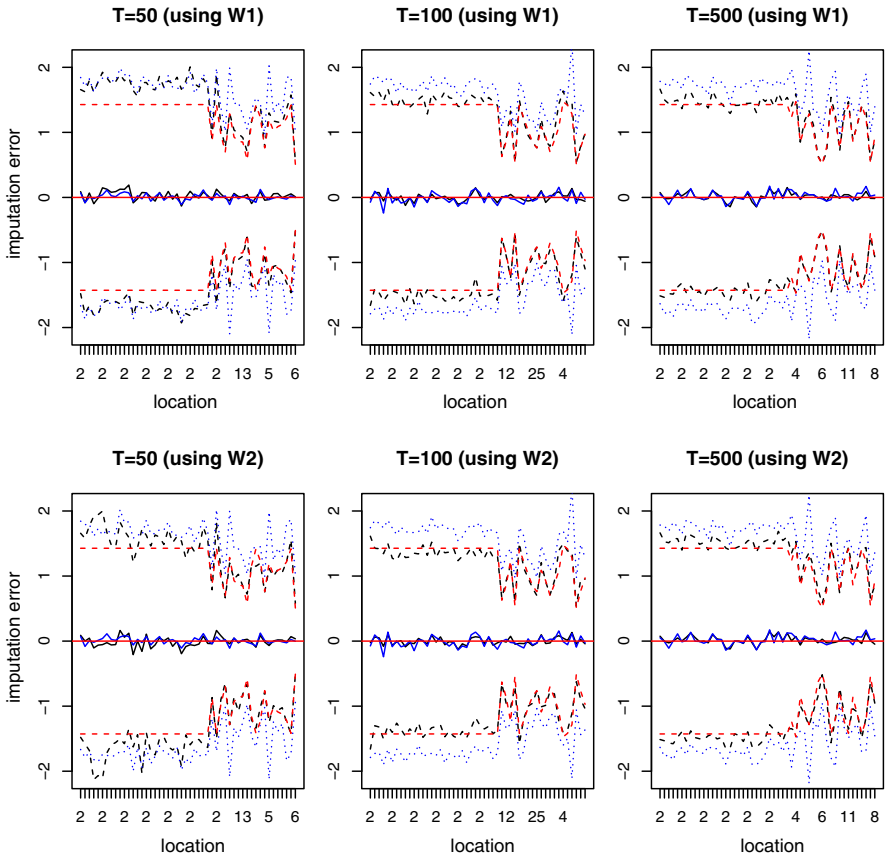 T=50 (using W1)
T=100 (using W1)
T=500 (using W1)
imputation error
2
1
0
−1
−2
2
1
0
−1
−2
2
1
0
−1
−2
2 2 2 2 2 2 2 13 5 6
2 2 2 2 2 2 12 25 4
2 2 2 2 2 2 4 6 11 8
location
location
location
T=50 (using W2)
T=100 (using W2)
T=500 (using W2)
imputation error
2
1
0
−1
−2
2
1
0
−1
−2
2
1
0
−1
−2
2 2 2 2 2 2 2 13 5 6
2 2 2 2 2 2 12 25 4
2 2 2 2 2 2 4 6 11 8
location
location
location